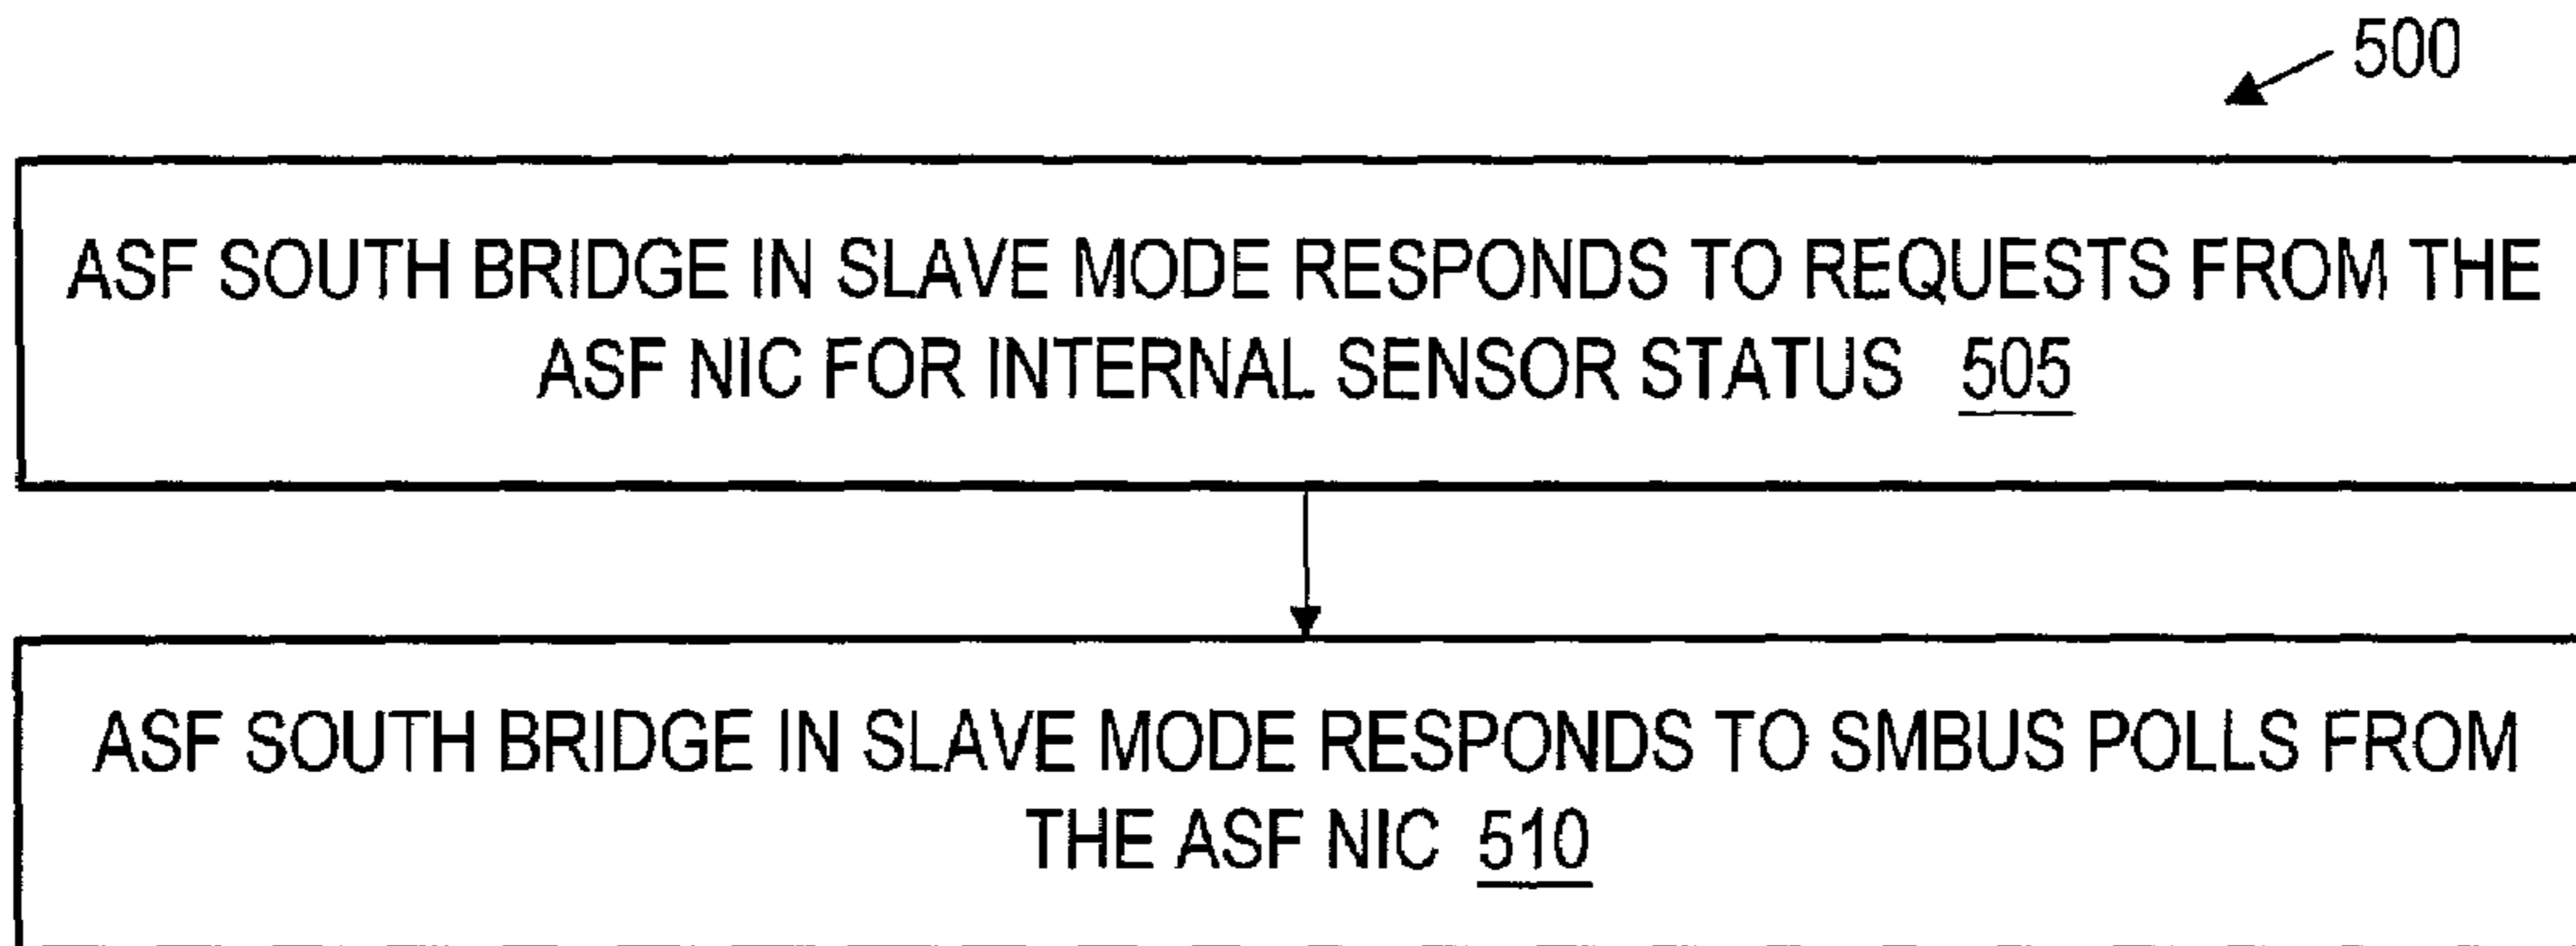 500
ASF SOUTH BRIDGE IN SLAVE MODE RESPONDS TO REQUESTS FROM THE
ASF NIC FOR INTERNAL SENSOR STATUS 505
ASF SOUTH BRIDGE IN SLAVE MODE RESPONDS TO SMBUS POLLS FROM
THE ASF NIC 510